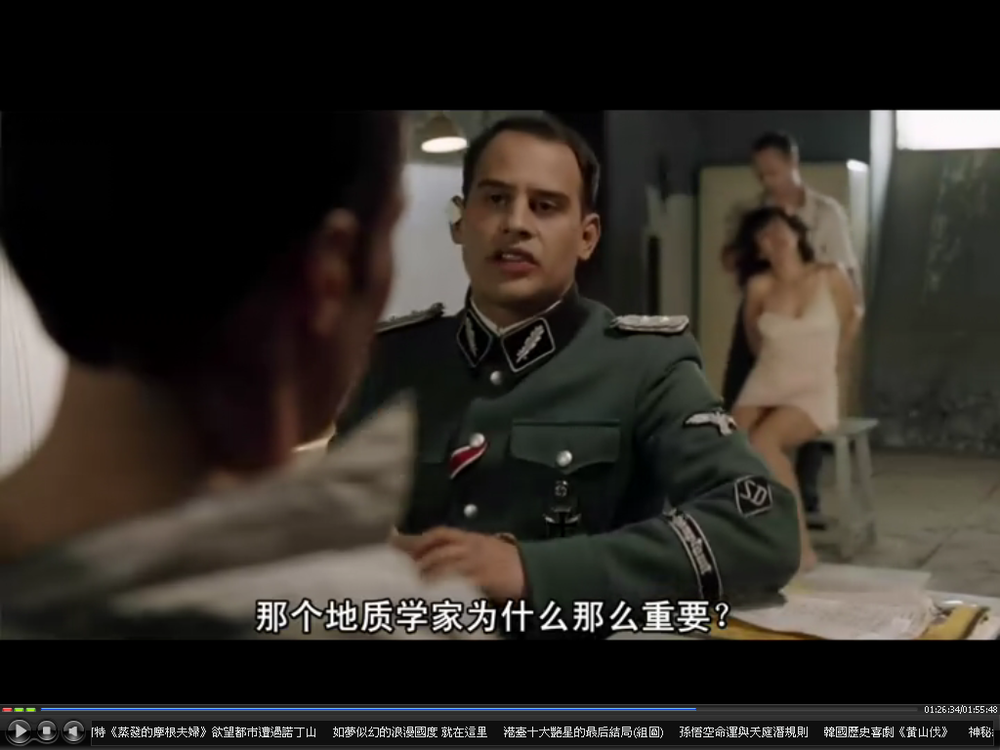 SD
那个地质学家为什么那么重要?
01:26:34/01:55:48
特《蒸發的摩根夫婦》欲望都市遭遇諾丁山 如夢似幻的浪漫國度 就在這里 港臺十大艷星的最后結局(組圖) 孫悟空命運與天庭潛規則 韓國歷史喜劇《黄山伐》 神秘